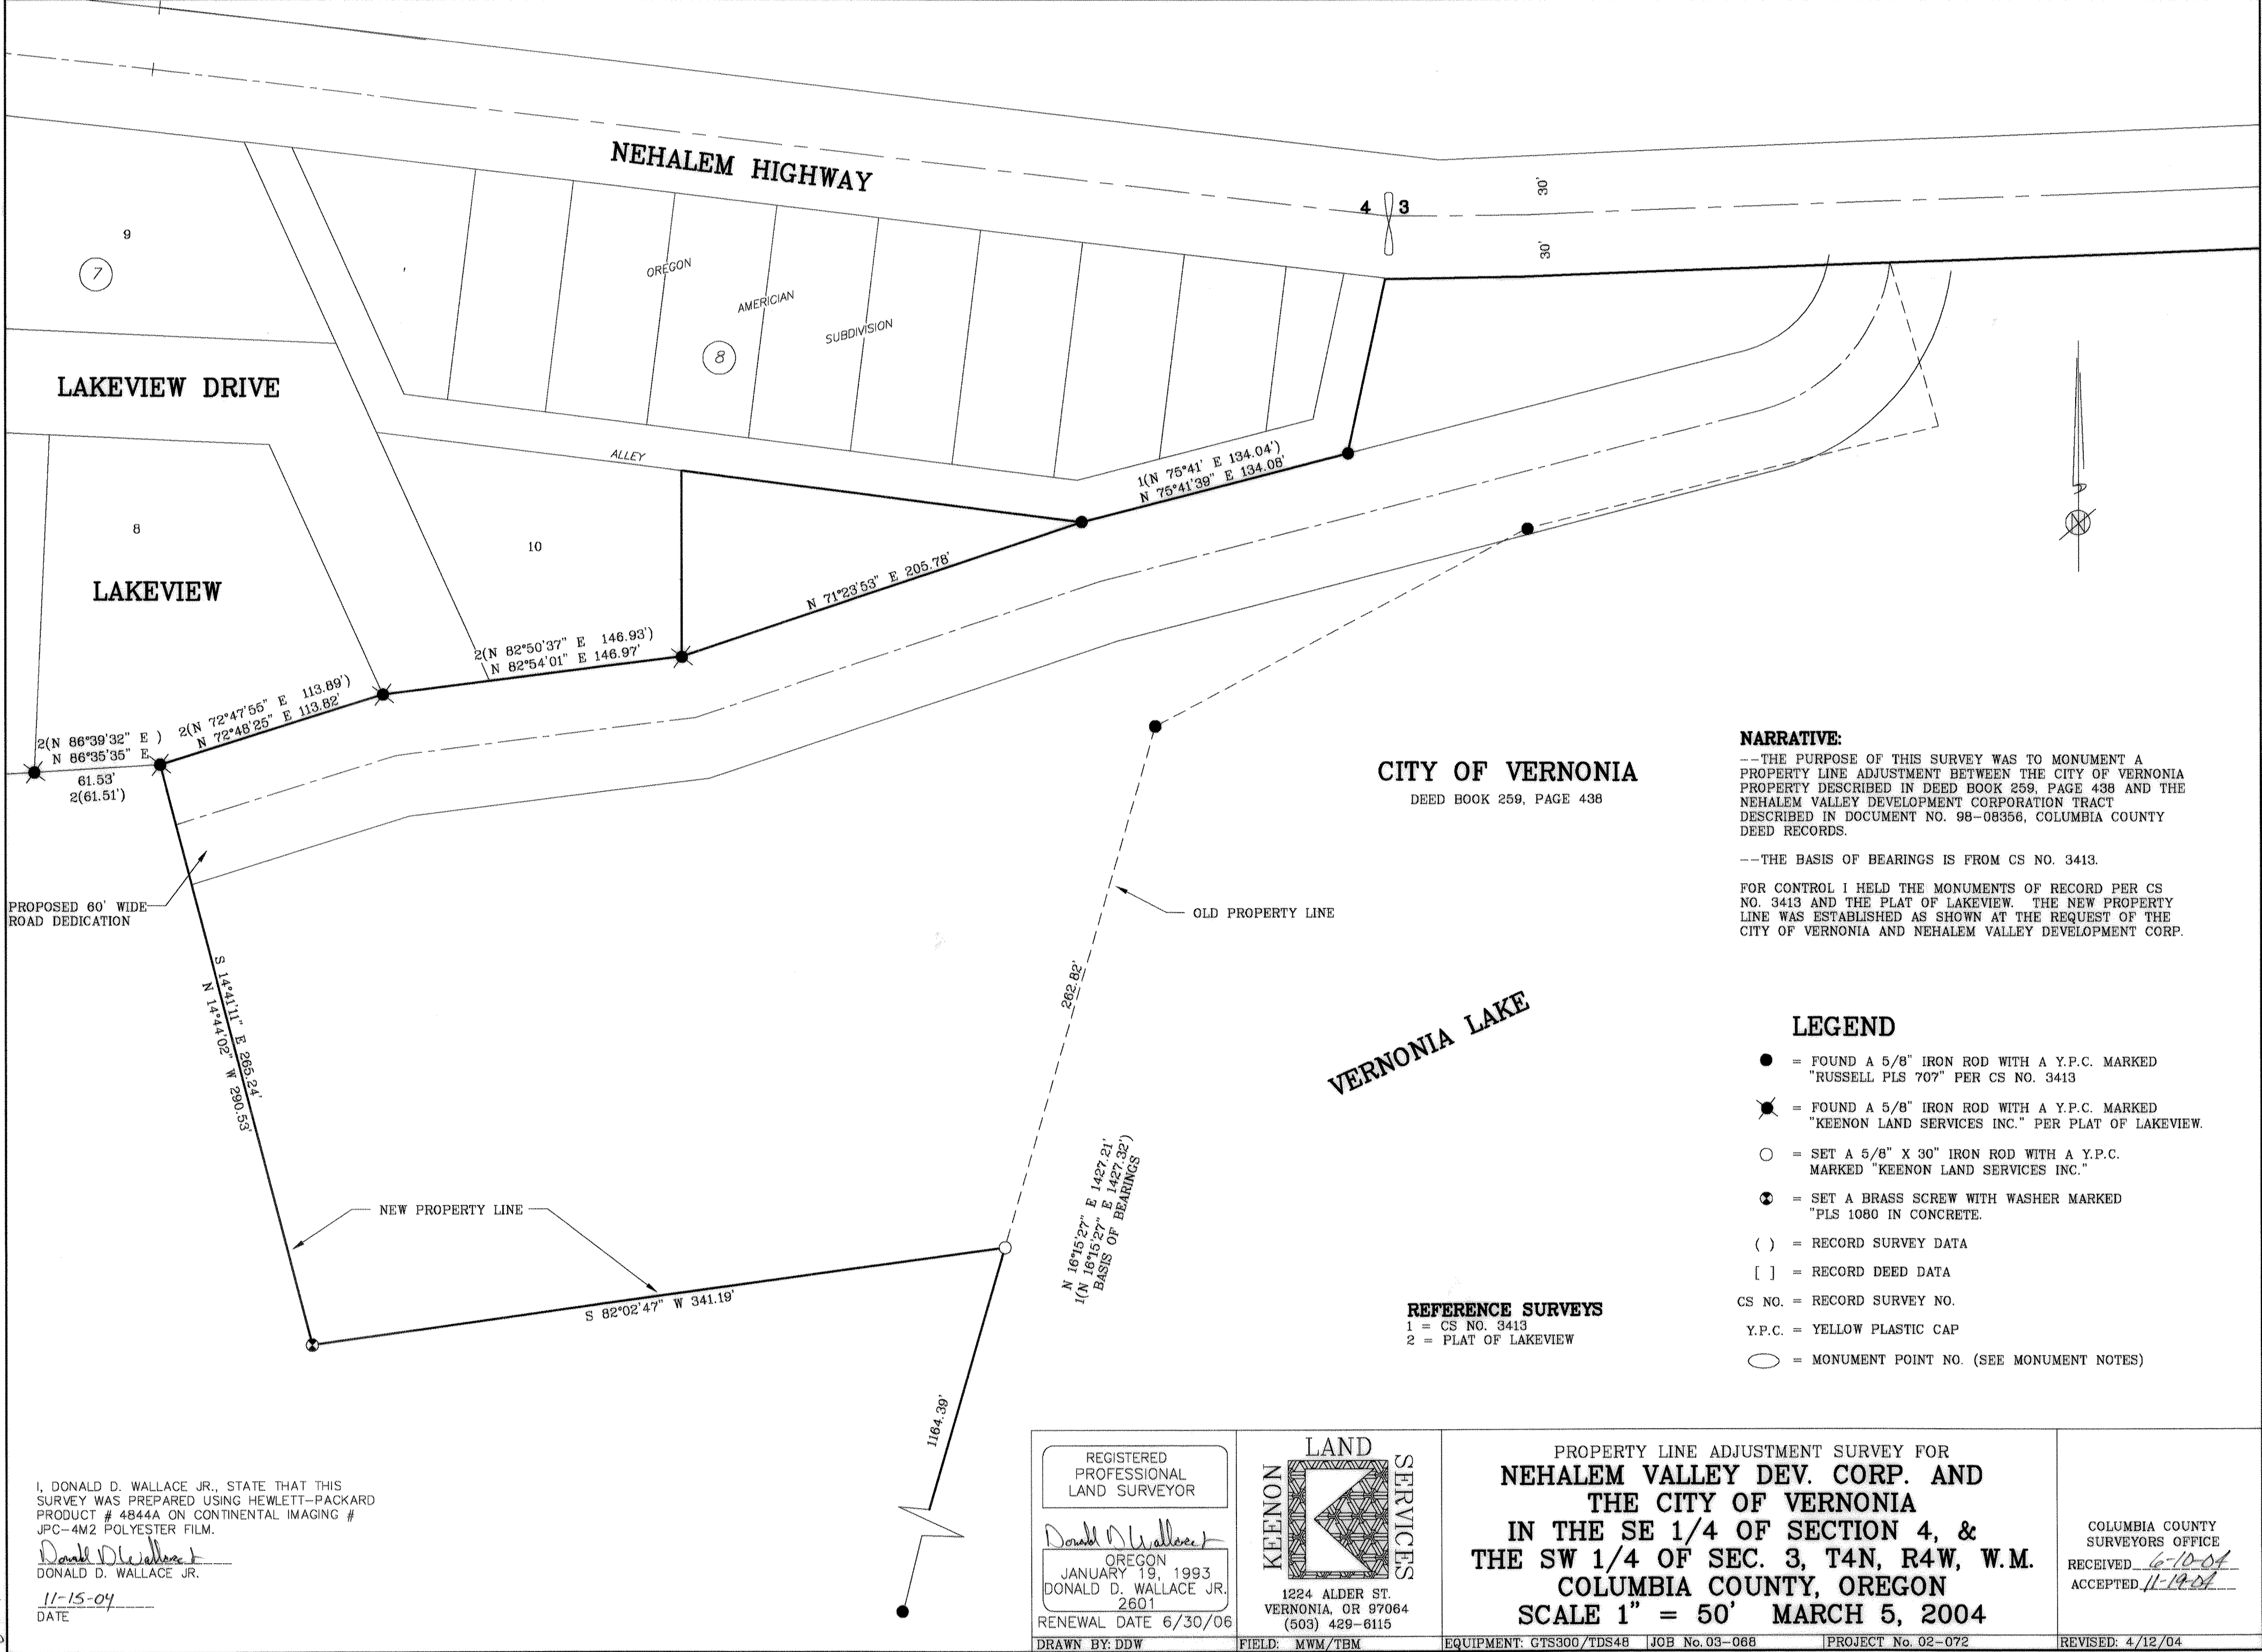 NEHALEM HIGHWAY
4 3
30'
30'
9
7
OREGON
AMERICIAN
SUBDIVISION
8
LAKEVIEW DRIVE
ALLEY
1(N 75°41' E 134.04')
N 75°41'39" E 134.08'
8
10
LAKEVIEW
N 71°23'53" E 205.78'
2(N 82°50'37" E 146.93')
N 82°54'01" E 146.97'
2(N 72°47'55" E 113.89')
N 72°48'25" E 113.82'
2(N 86°39'32" E )
N 86°35'35" E
61.53'
2(61.51')
N
PROPOSED 60' WIDE
ROAD DEDICATION
CITY OF VERNONIA
DEED BOOK 259, PAGE 438
OLD PROPERTY LINE
NARRATIVE:
--THE PURPOSE OF THIS SURVEY WAS TO MONUMENT A
PROPERTY LINE ADJUSTMENT BETWEEN THE CITY OF VERNONIA
PROPERTY DESCRIBED IN DEED BOOK 259, PAGE 438 AND THE
NEHALEM VALLEY DEVELOPMENT CORPORATION TRACT
DESCRIBED IN DOCUMENT NO. 98-08356, COLUMBIA COUNTY
DEED RECORDS.
--THE BASIS OF BEARINGS IS FROM CS NO. 3413.
FOR CONTROL I HELD THE MONUMENTS OF RECORD PER CS
NO. 3413 AND THE PLAT OF LAKEVIEW. THE NEW PROPERTY
LINE WAS ESTABLISHED AS SHOWN AT THE REQUEST OF THE
CITY OF VERNONIA AND NEHALEM VALLEY DEVELOPMENT CORP.
S 14°41'11" E 265.24'
N 14°44'02" W 290.53'
262.82'
VERNONIA LAKE
N 16°15'27" E 1427.21'
1(N 16°15'27" E 1427.32')
BASIS OF BEARINGS
NEW PROPERTY LINE
S 82°02'47" W 341.19'
1164.39'
LEGEND
= FOUND A 5/8" IRON ROD WITH A Y.P.C. MARKED
"RUSSELL PLS 707" PER CS NO. 3413
= FOUND A 5/8" IRON ROD WITH A Y.P.C. MARKED
"KEENON LAND SERVICES INC." PER PLAT OF LAKEVIEW.
= SET A 5/8" X 30" IRON ROD WITH A Y.P.C.
MARKED "KEENON LAND SERVICES INC."
= SET A BRASS SCREW WITH WASHER MARKED
"PLS 1080 IN CONCRETE.
( ) = RECORD SURVEY DATA
[ ] = RECORD DEED DATA
CS NO. = RECORD SURVEY NO.
Y.P.C. = YELLOW PLASTIC CAP
= MONUMENT POINT NO. (SEE MONUMENT NOTES)
REFERENCE SURVEYS
1 = CS NO. 3413
2 = PLAT OF LAKEVIEW
I, DONALD D. WALLACE JR., STATE THAT THIS
SURVEY WAS PREPARED USING HEWLETT-PACKARD
PRODUCT # 4844A ON CONTINENTAL IMAGING #
JPC-4M2 POLYESTER FILM.
Donald D Wallace Jr
DONALD D. WALLACE JR.
11-15-04
DATE
REGISTERED
PROFESSIONAL
LAND SURVEYOR
Donald D Wallace Jr
OREGON
JANUARY 19, 1993
DONALD D. WALLACE JR.
2601
RENEWAL DATE 6/30/06
DRAWN BY: DDW
KEENON
LAND
SERVICES
1224 ALDER ST.
VERNONIA, OR 97064
(503) 429-6115
FIELD: MWM/TBM
PROPERTY LINE ADJUSTMENT SURVEY FOR
NEHALEM VALLEY DEV. CORP. AND
THE CITY OF VERNONIA
IN THE SE 1/4 OF SECTION 4, &
THE SW 1/4 OF SEC. 3, T4N, R4W, W.M.
COLUMBIA COUNTY, OREGON
SCALE 1" = 50' MARCH 5, 2004
EQUIPMENT: GTS300/TDS48 JOB No. 03-068 PROJECT No. 02-072
COLUMBIA COUNTY
SURVEYORS OFFICE
RECEIVED 6-10-04
ACCEPTED 11-19-04
REVISED: 4/12/04